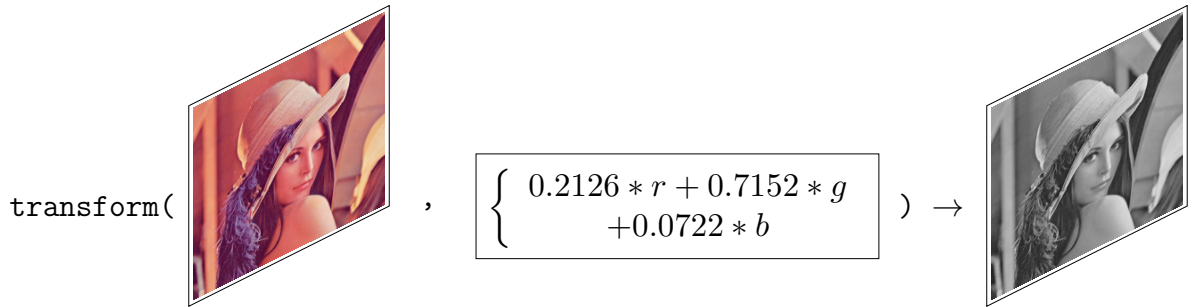 transform( , { 0.2126 ∗ r + 0.7152 ∗ g ) →
+0.0722 ∗ b